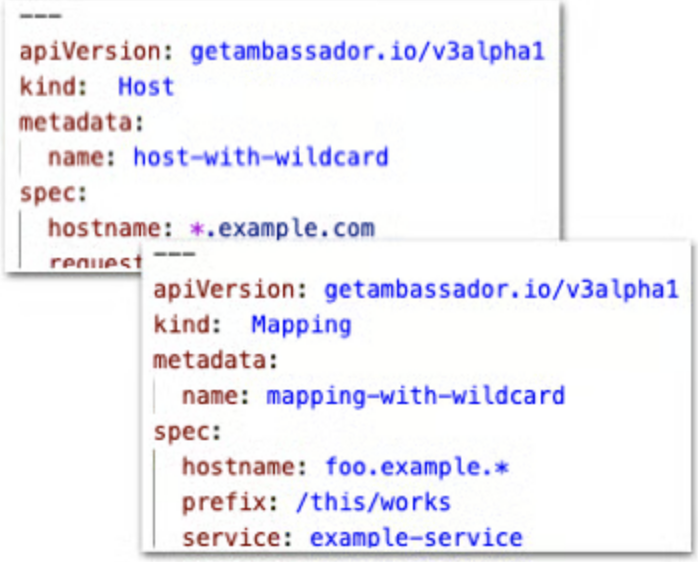 ---
apiVersion: getambassador.io/v3alpha1
kind:  Host
metadata:
  name: host-with-wildcard
spec:
  hostname: *.example.com
  request
---
apiVersion: getambassador.io/v3alpha1
kind:  Mapping
metadata:
  name: mapping-with-wildcard
spec:
  hostname: foo.example.*
  prefix: /this/works
  service: example-service